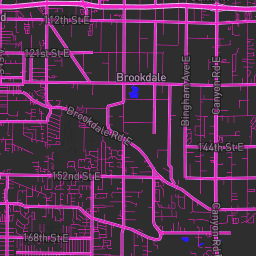 112th St E
d
121st St E
Brookdale
Bingham Ave E
Canyon Rd E
Brookdale Rd E
144th St E
152nd St E
Canyon Rd
168th St E